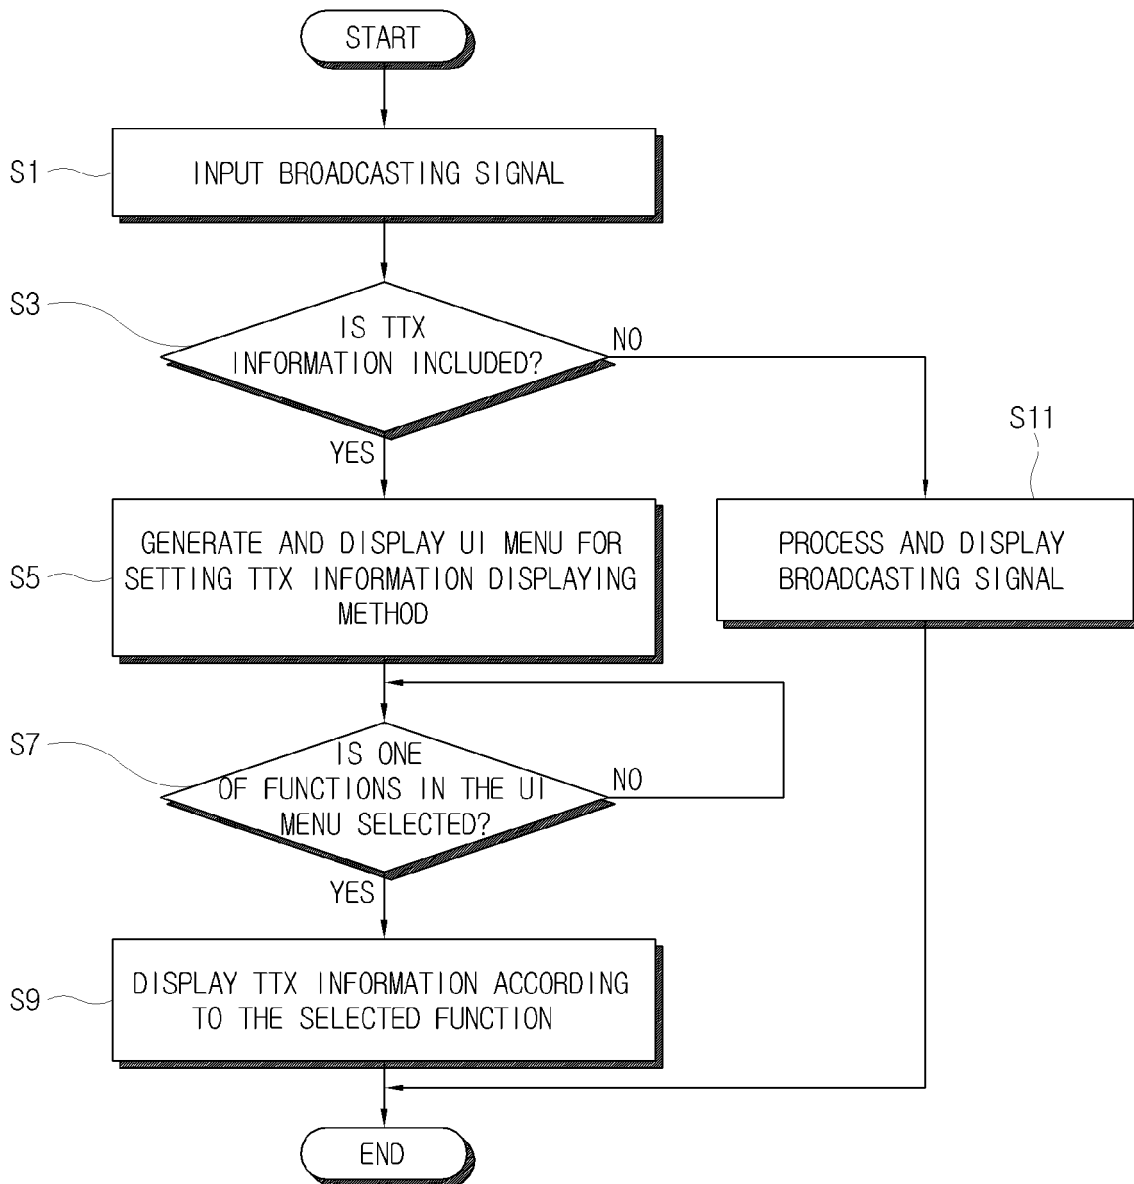 START
S1
INPUT BROADCASTING SIGNAL
S3
IS TTX
INFORMATION INCLUDED?
NO
YES
S11
S5
GENERATE AND DISPLAY UI MENU FOR
SETTING TTX INFORMATION DISPLAYING
METHOD
PROCESS AND DISPLAY
BROADCASTING SIGNAL
S7
IS ONE
OF FUNCTIONS IN THE UI
MENU SELECTED?
NO
YES
S9
DISPLAY TTX INFORMATION ACCORDING
TO THE SELECTED FUNCTION
END